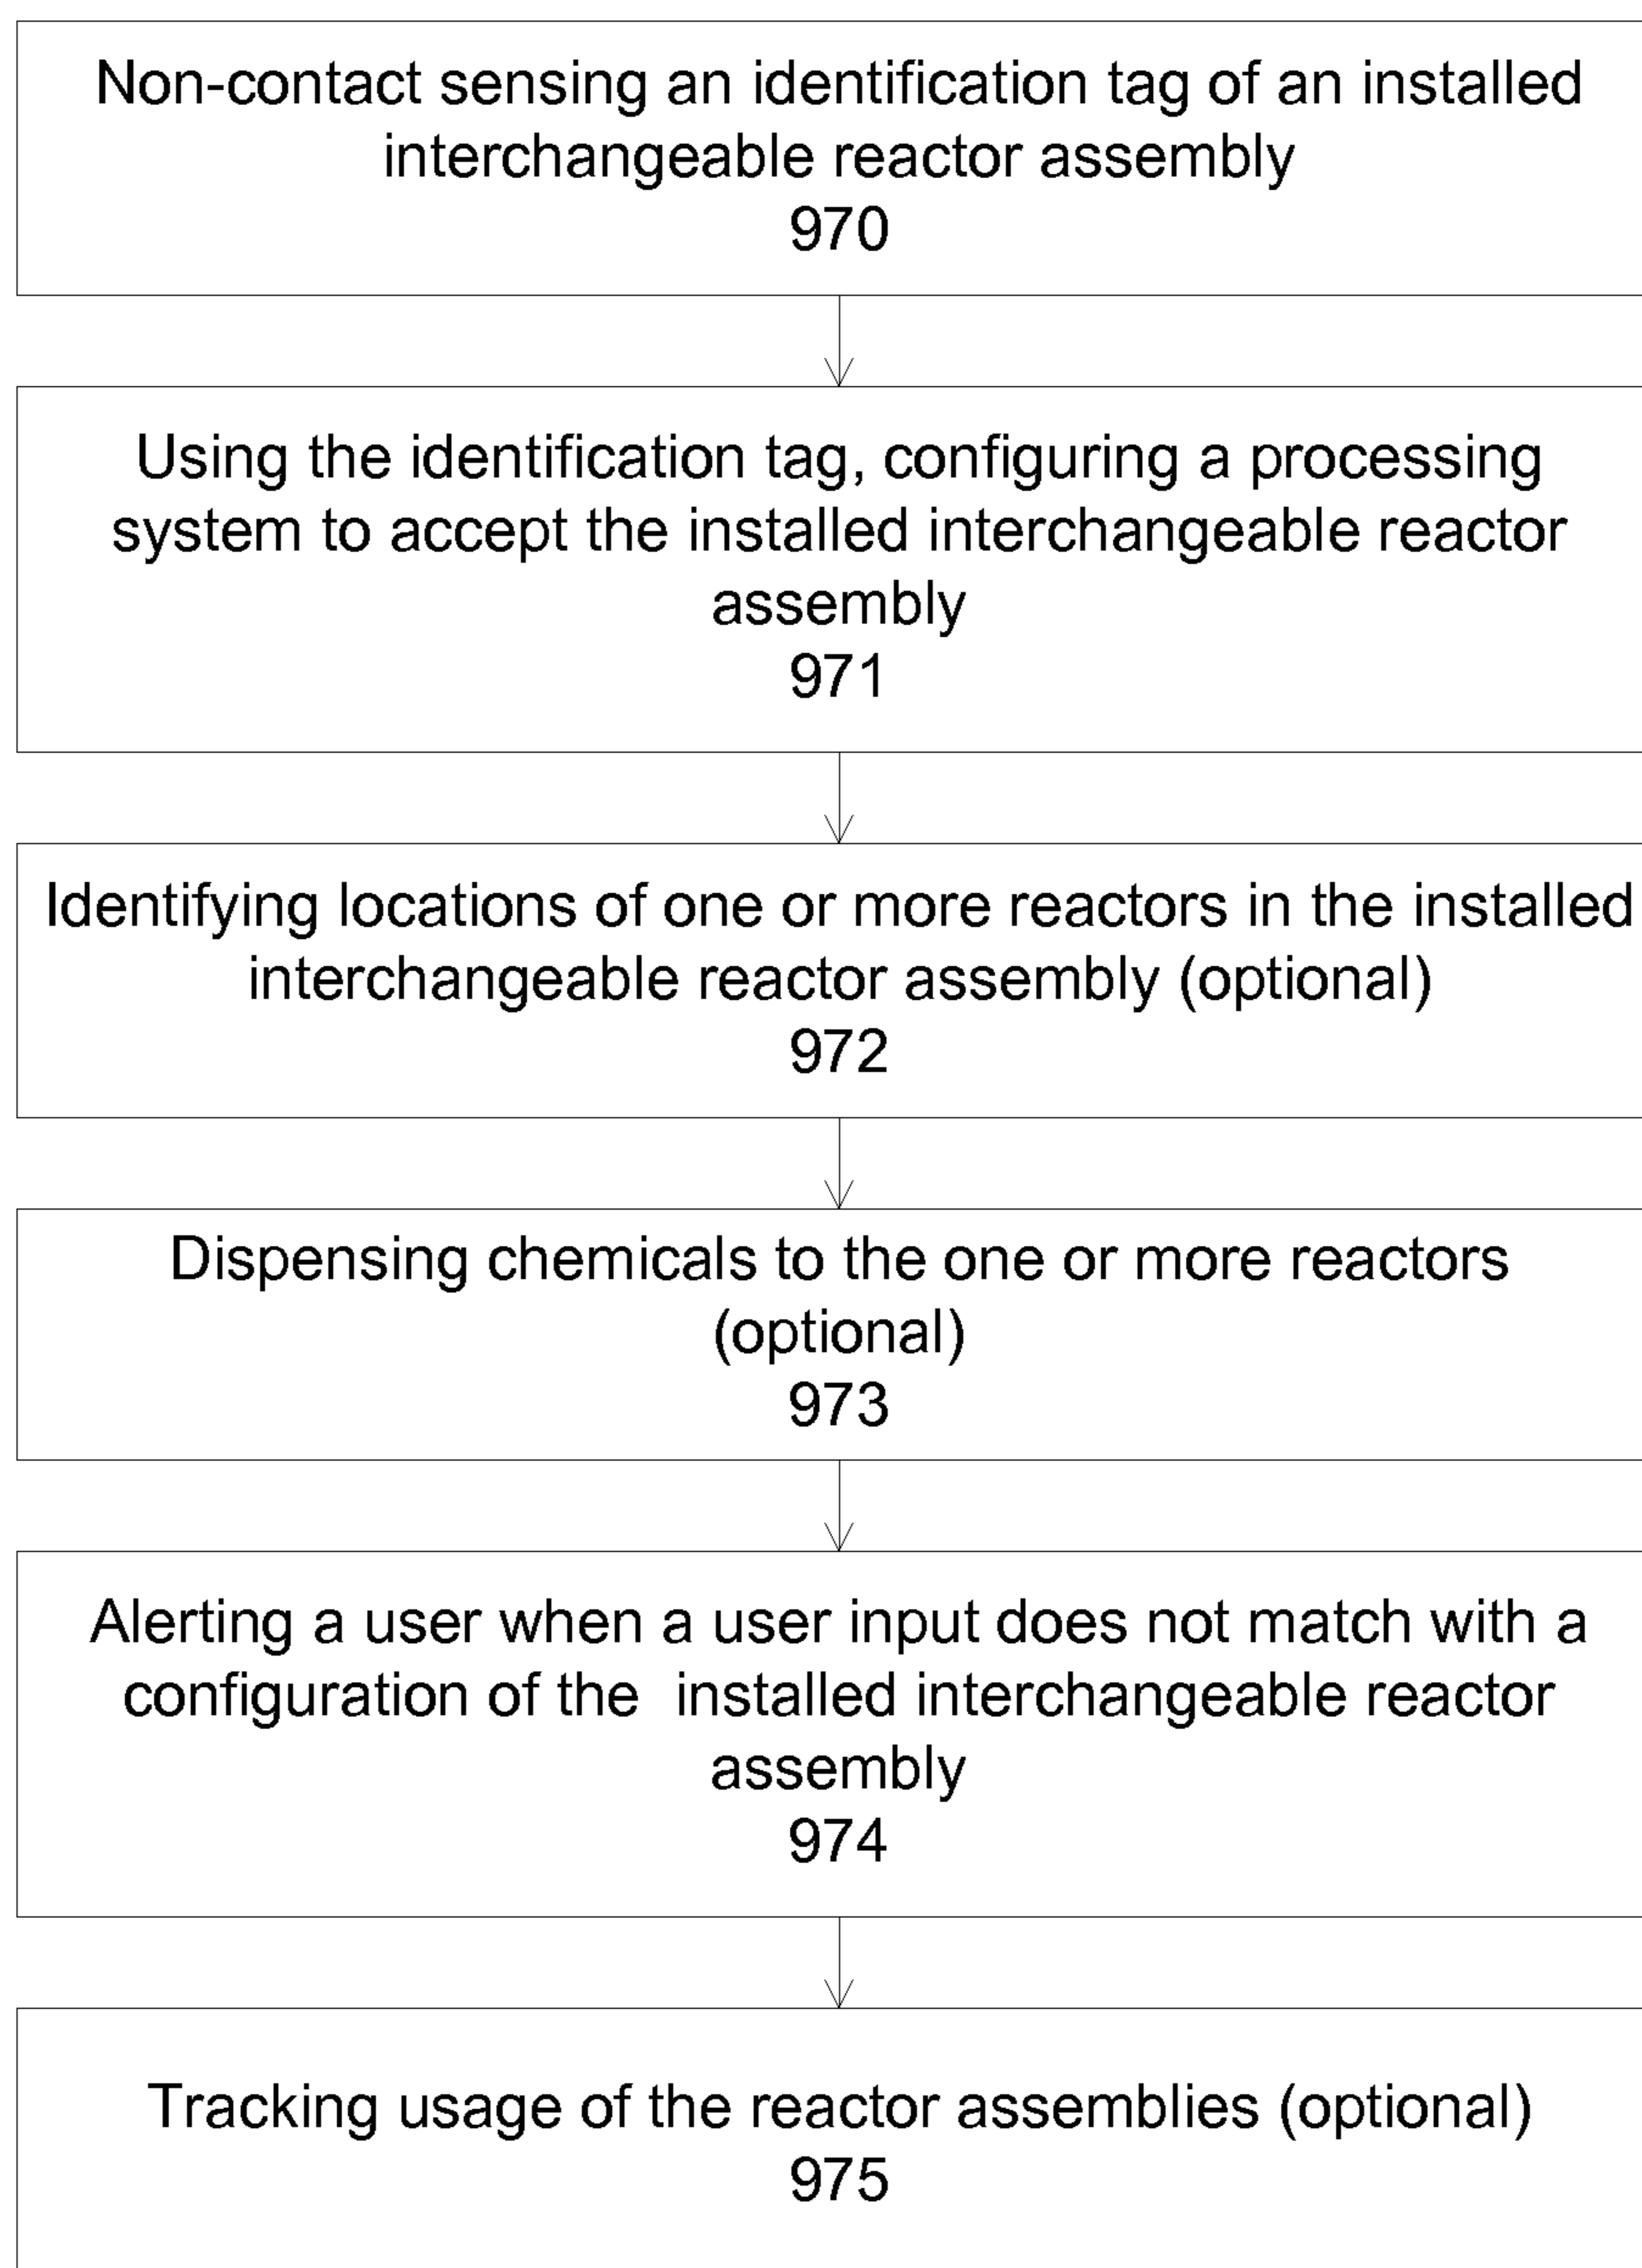 Non-contact sensing an identification tag of an installed
interchangeable reactor assembly
970
Using the identification tag, configuring a processing
system to accept the installed interchangeable reactor
assembly
971
Identifying locations of one or more reactors in the installed
interchangeable reactor assembly (optional)
972
Dispensing chemicals to the one or more reactors
(optional)
973
Alerting a user when a user input does not match with a
configuration of the  installed interchangeable reactor
assembly
974
Tracking usage of the reactor assemblies (optional)
975